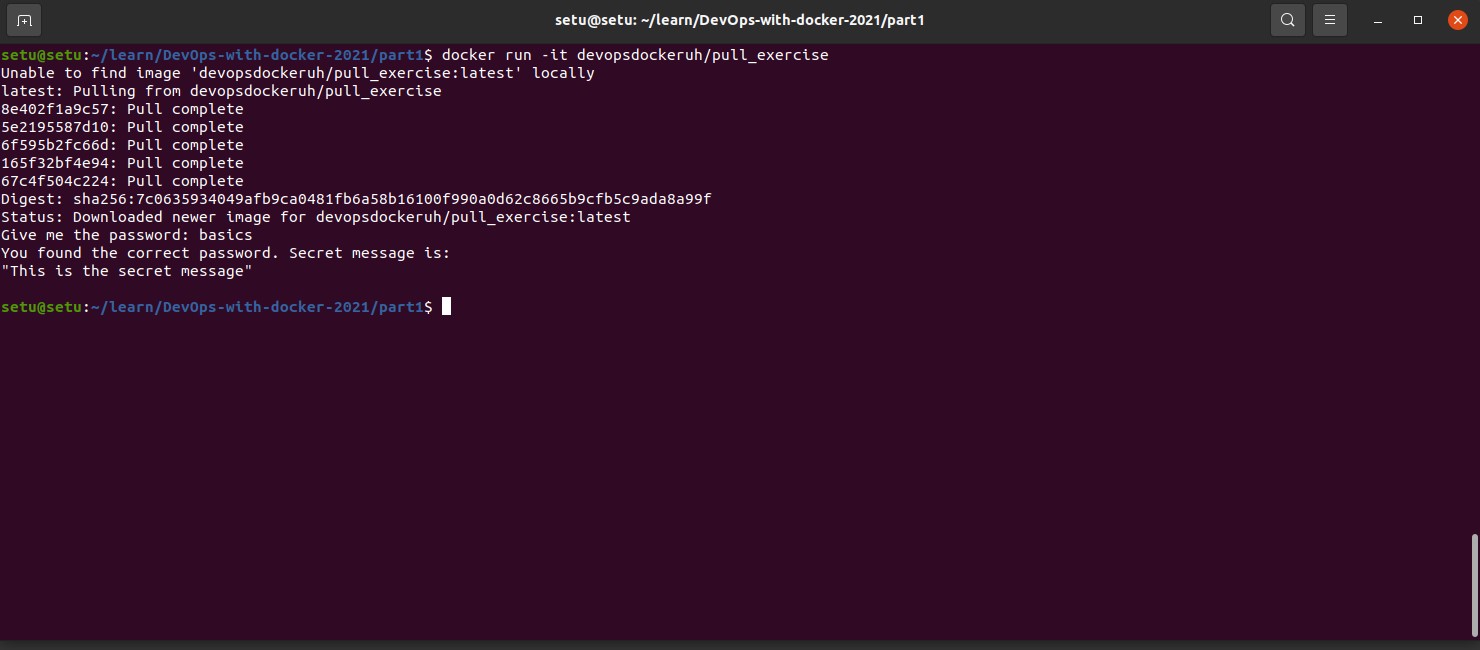 setu@setu: ~/learn/DevOps-with-docker-2021/part1
setu@setu:~/learn/DevOps-with-docker-2021/part1$ docker run -it devopsdockeruh/pull_exercise
Unable to find image 'devopsdockeruh/pull_exercise:latest' locally
latest: Pulling from devopsdockeruh/pull_exercise
8e402f1a9c57: Pull complete
5e2195587d10: Pull complete
6f595b2fc66d: Pull complete
165f32bf4e94: Pull complete
67c4f504c224: Pull complete
Digest: sha256:7c0635934049afb9ca0481fb6a58b16100f990a0d62c8665b9cfb5c9ada8a99f
Status: Downloaded newer image for devopsdockeruh/pull_exercise:latest
Give me the password: basics
You found the correct password. Secret message is:
"This is the secret message"
setu@setu:~/learn/DevOps-with-docker-2021/part1$